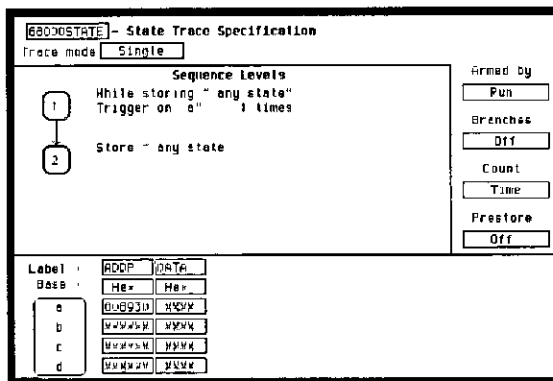 68000STATE - State Trace Specification
Trace mode Single
Sequence Levels
Armed by
Run
Branches
Off
Count
Time
Prestore
Off
1
While storing "any state"
Trigger on "a" 1 times
2
Store "any state
Label
Base
ADDR DATA
Hex Hex
a XXXX
b XXXXXX XXXX
c XXXXXX XXXX
d XXXXXX XXXX